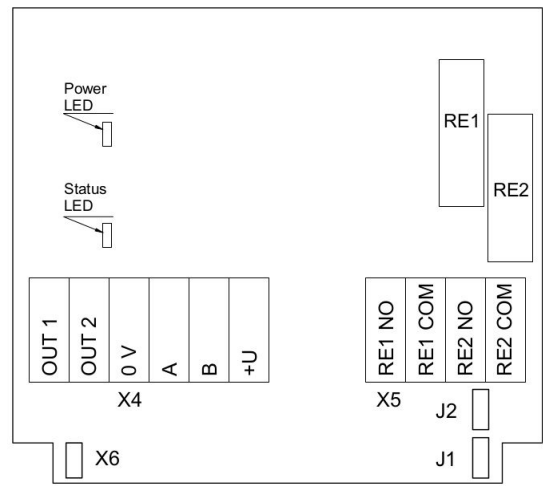 Power
LED
RE1
Status
LED
RE2
OUT 1
OUT 2
0 V
A
B
+U
RE1 NO
RE1 COM
RE2 NO
RE2 COM
X4
X5
J2
X6
J1